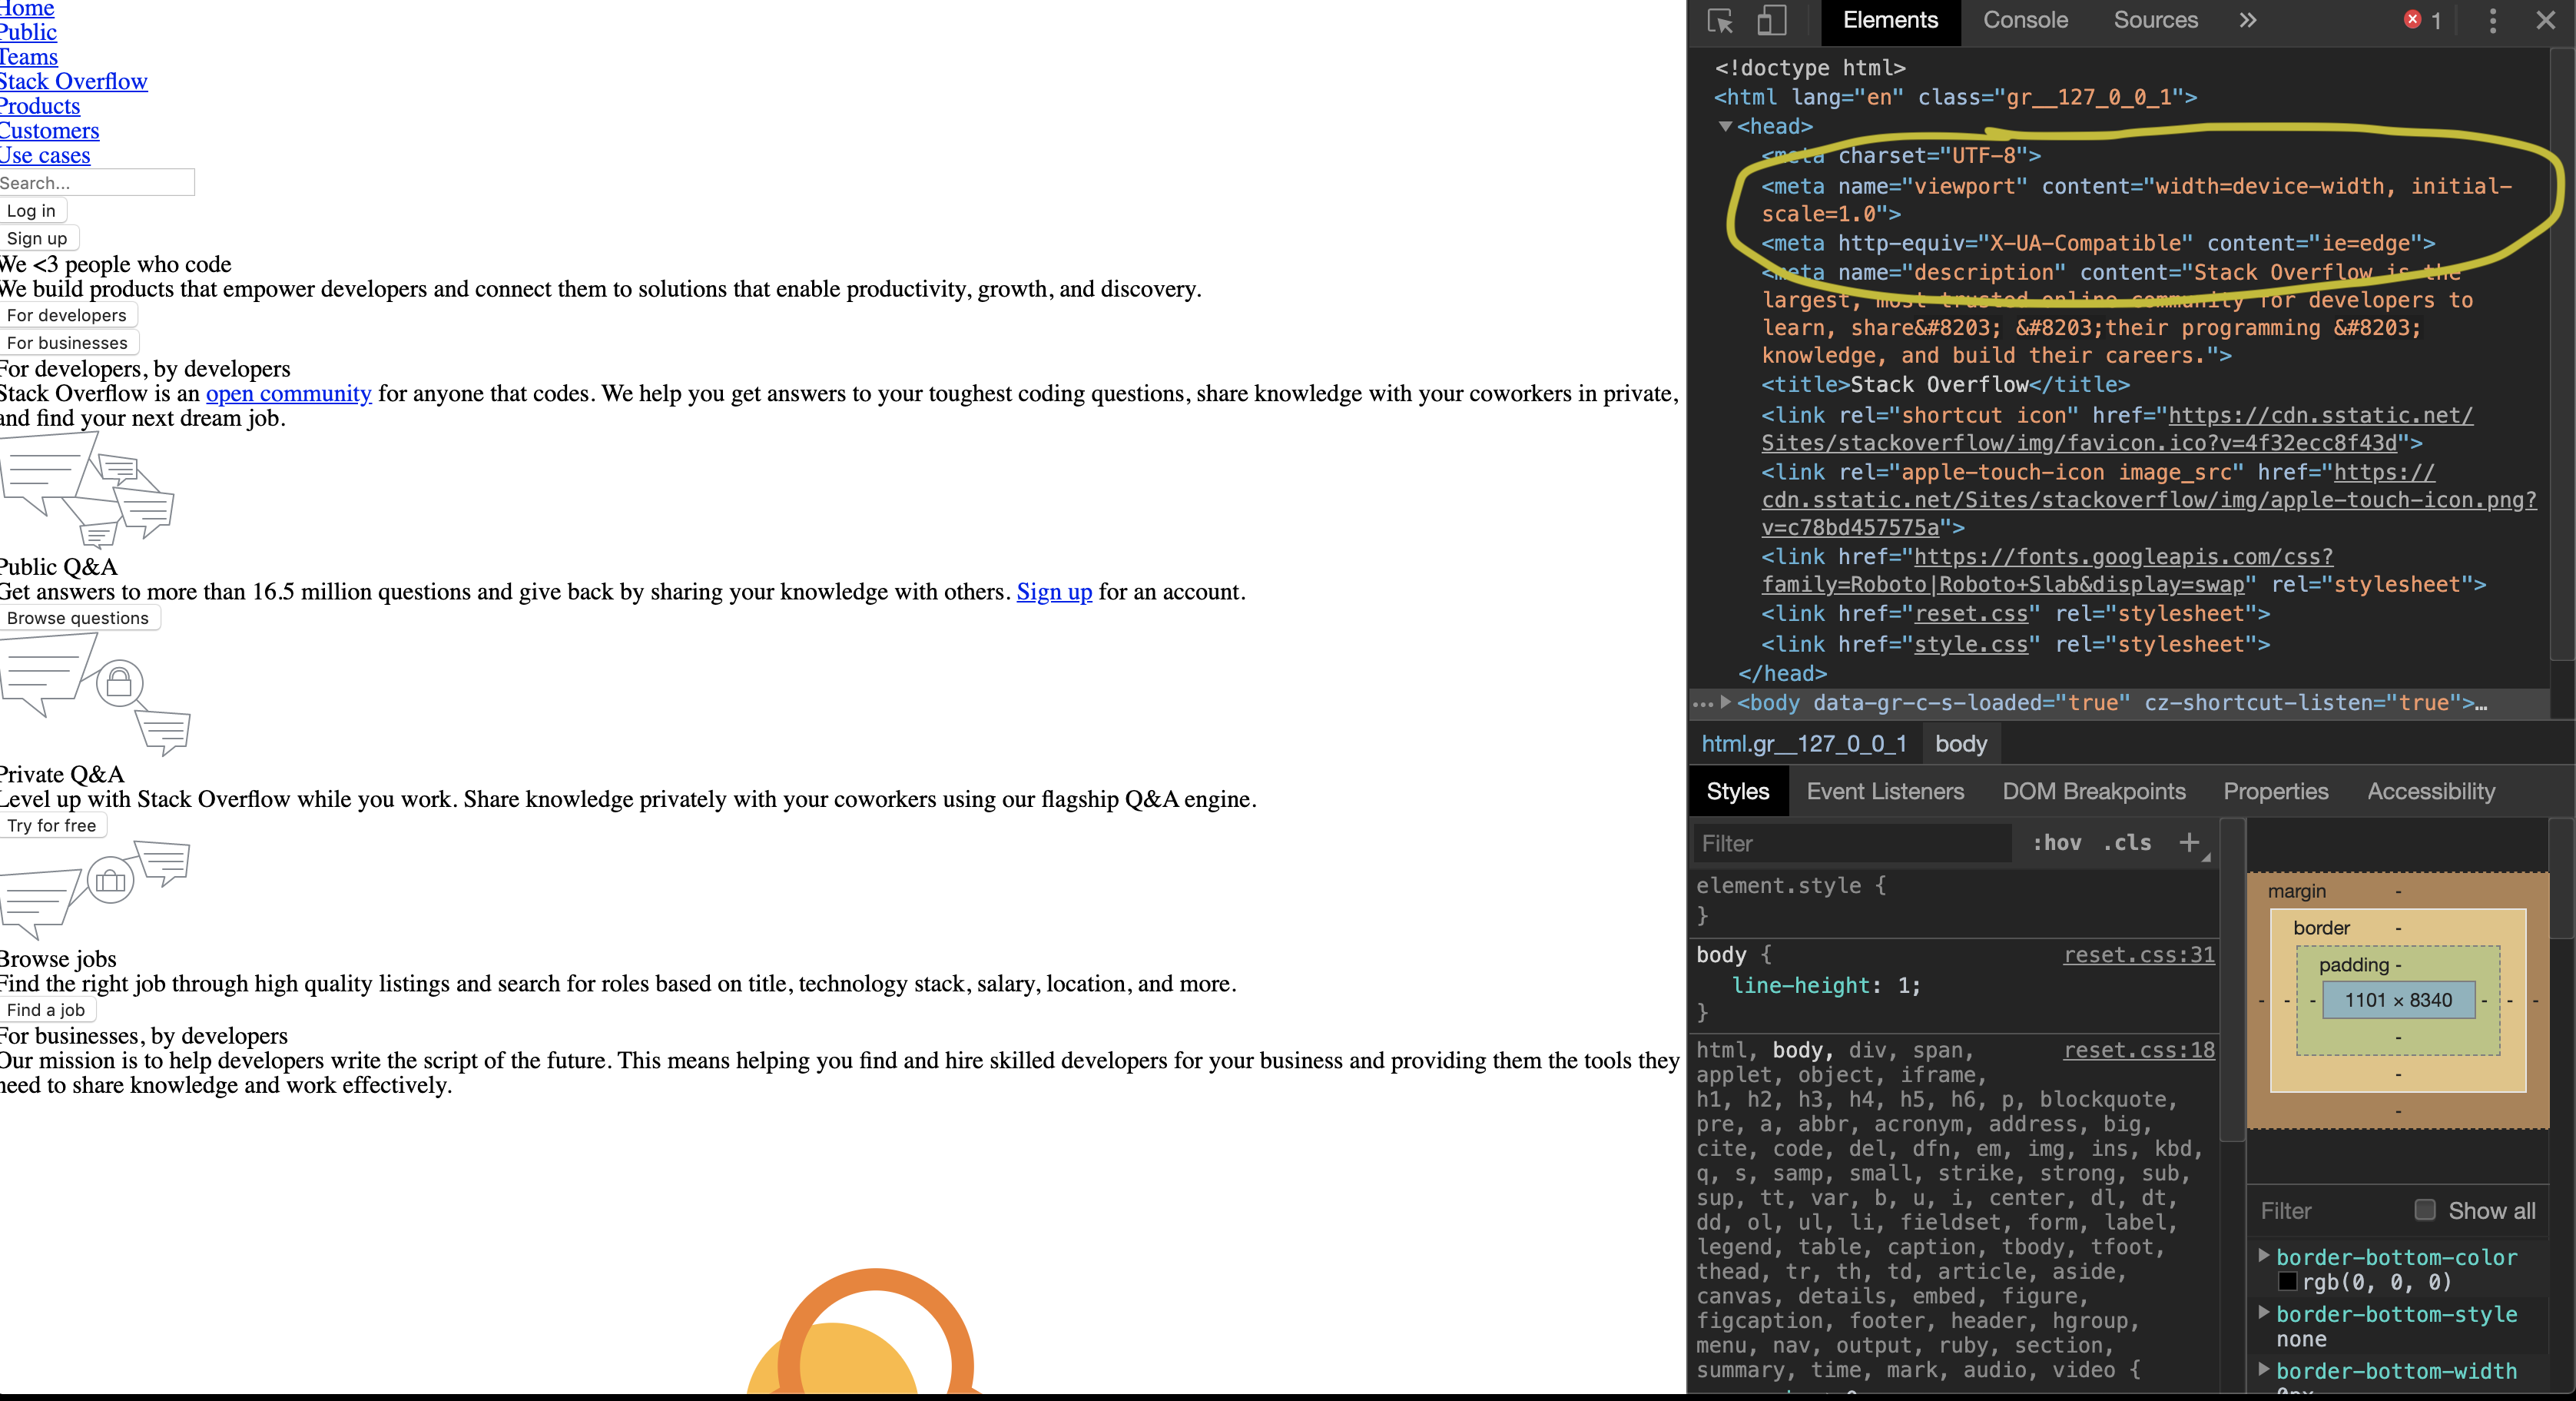 Home
Public
Teams
Stack Overflow
Products
Customers
Use cases
Search...
Log in
Sign up
We <3 people who code
We build products that empower developers and connect them to solutions that enable productivity, growth, and discovery.
For developers
For businesses
For developers, by developers
Stack Overflow is an open community for anyone that codes. We help you get answers to your toughest coding questions, share knowledge with your coworkers in private,
and find your next dream job.
Public Q&A
Get answers to more than 16.5 million questions and give back by sharing your knowledge with others. Sign up for an account.
Browse questions
Private Q&A
Level up with Stack Overflow while you work. Share knowledge privately with your coworkers using our flagship Q&A engine.
Try for free
Browse jobs
Find the right job through high quality listings and search for roles based on title, technology stack, salary, location, and more.
Find a job
For businesses, by developers
Our mission is to help developers write the script of the future. This means helping you find and hire skilled developers for your business and providing them the tools they
need to share knowledge and work effectively.
Elements Console Sources » 1
<!doctype html>
<html lang="en" class="gr__127_0_0_1">
<head>
<meta charset="UTF-8">
<meta name="viewport" content="width=device-width, initial-
scale=1.0">
<meta http-equiv="X-UA-Compatible" content="ie=edge">
<meta name="description" content="Stack Overflow is the
largest, most trusted online community for developers to
learn, share&#8203; &#8203;their programming &#8203;
knowledge, and build their careers.">
<title>Stack Overflow</title>
<link rel="shortcut icon" href="https://cdn.sstatic.net/
Sites/stackoverflow/img/favicon.ico?v=4f32ecc8f43d">
<link rel="apple-touch-icon image_src" href="https://
cdn.sstatic.net/Sites/stackoverflow/img/apple-touch-icon.png?
v=c78bd457575a">
<link href="https://fonts.googleapis.com/css?
family=Roboto|Roboto+Slab&display=swap" rel="stylesheet">
<link href="reset.css" rel="stylesheet">
<link href="style.css" rel="stylesheet">
</head>
... <body data-gr-c-s-loaded="true" cz-shortcut-listen="true">…
html.gr__127_0_0_1 body
Styles Event Listeners DOM Breakpoints Properties Accessibility
Filter :hov .cls +
element.style {
}
body { reset.css:31
line-height: 1;
}
html, body, div, span, reset.css:18
applet, object, iframe,
h1, h2, h3, h4, h5, h6, p, blockquote,
pre, a, abbr, acronym, address, big,
cite, code, del, dfn, em, img, ins, kbd,
q, s, samp, small, strike, strong, sub,
sup, tt, var, b, u, i, center, dl, dt,
dd, ol, ul, li, fieldset, form, label,
legend, table, caption, tbody, tfoot,
thead, tr, th, td, article, aside,
canvas, details, embed, figure,
figcaption, footer, header, hgroup,
menu, nav, output, ruby, section,
summary, time, mark, audio, video {
margin -
border -
padding -
- - - 1101 × 8340 - - -
-
-
-
Filter Show all
border-bottom-color
rgb(0, 0, 0)
border-bottom-style
none
border-bottom-width